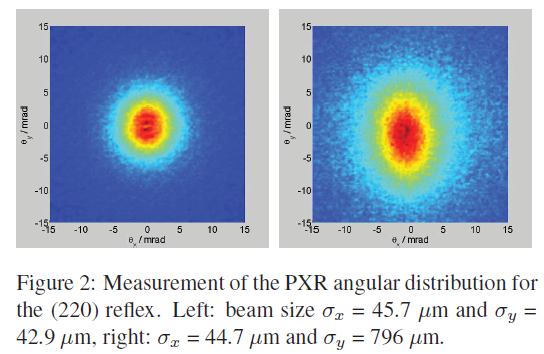 15
10
5
0
-5
-10
-15
θy / mrad
-15 -10 -5 0 5 10 15
θx / mrad
15
10
5
0
-5
-10
-15
θy / mrad
-15 -10 -5 0 5 10 15
θx / mrad
Figure 2: Measurement of the PXR angular distribution for
the (220) reflex. Left: beam size σx = 45.7 μm and σy =
42.9 μm, right: σx = 44.7 μm and σy = 796 μm.